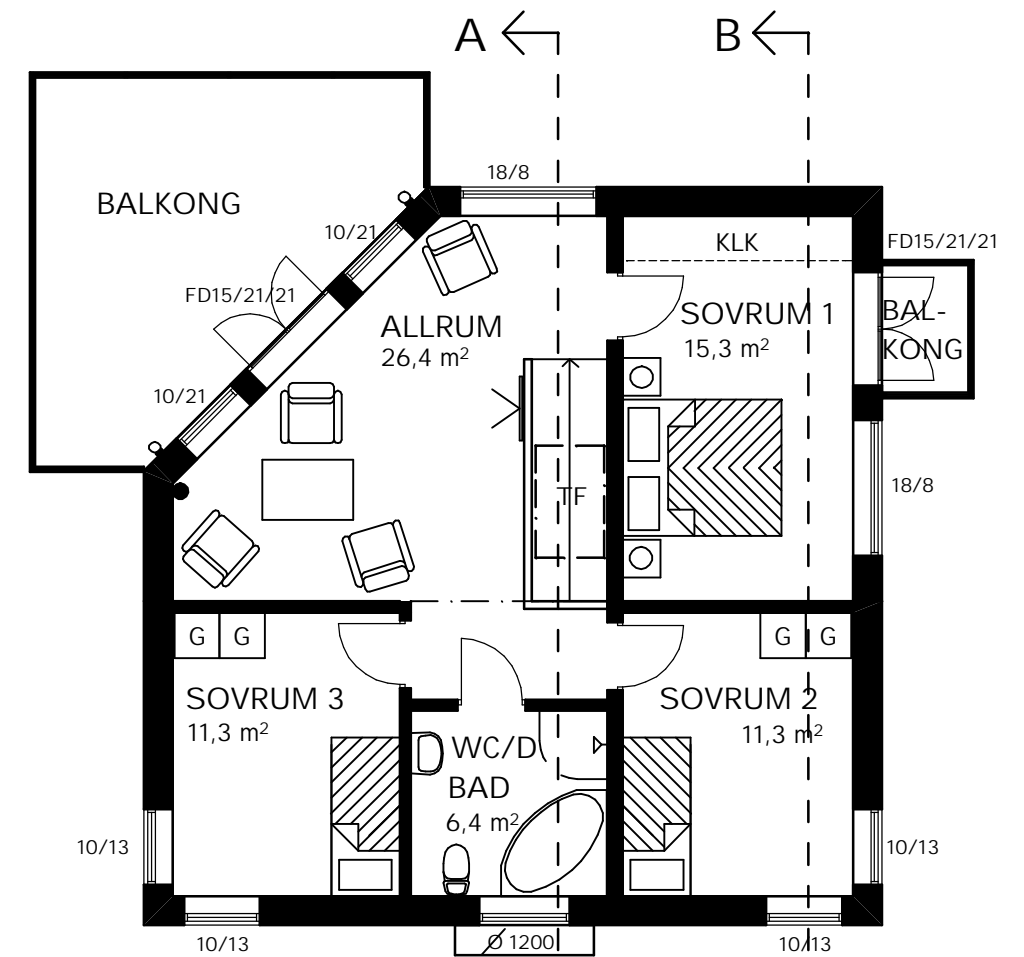 A
B
18/8
BALKONG
10/21
KLK
FD15/21/21
FD15/21/21
BAL-
KONG
ALLRUM
26,4 m²
SOVRUM 1
15,3 m²
10/21
18/8
TF
G G
G G
SOVRUM 3
11,3 m²
SOVRUM 2
11,3 m²
WC/D
BAD
6,4 m²
10/13
10/13
10/13
Ø 1200
10/13